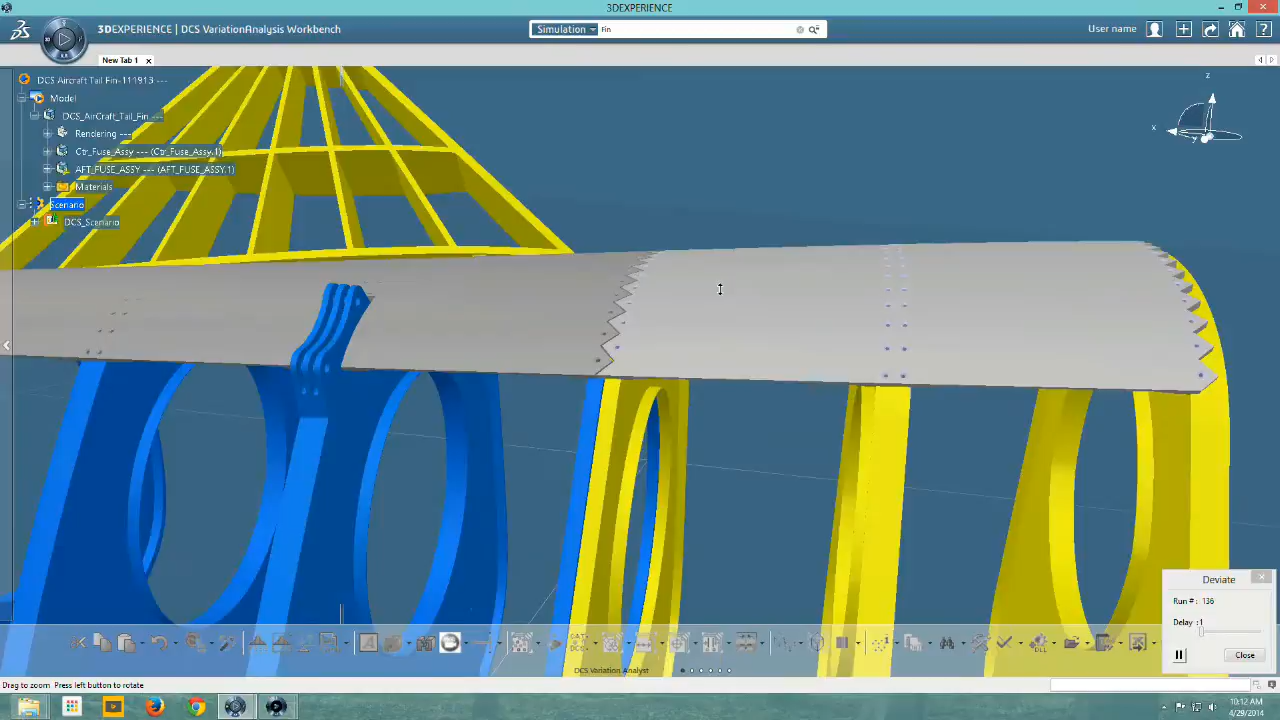 3DEXPERIENCE
3DEXPERIENCE | DCS VariationAnalysis Workbench
Simulation
Fin
User name
New Tab 1
DCS Aircraft Tail Fin-111913 ---
Model
DCS_AirCraft_Tail_Fin ---
Rendering ---
Ctr_Fuse_Assy --- (Ctr_Fuse_Assy.1)
AFT_FUSE_ASSY --- (AFT_FUSE_ASSY.1)
Materials
Scenario
DCS_Scenario
z
x
Deviate
Run # : 136
Delay : 1
Close
DCS Variation Analyst
Drag to zoom Press left button to rotate
10:12 AM
4/29/2014